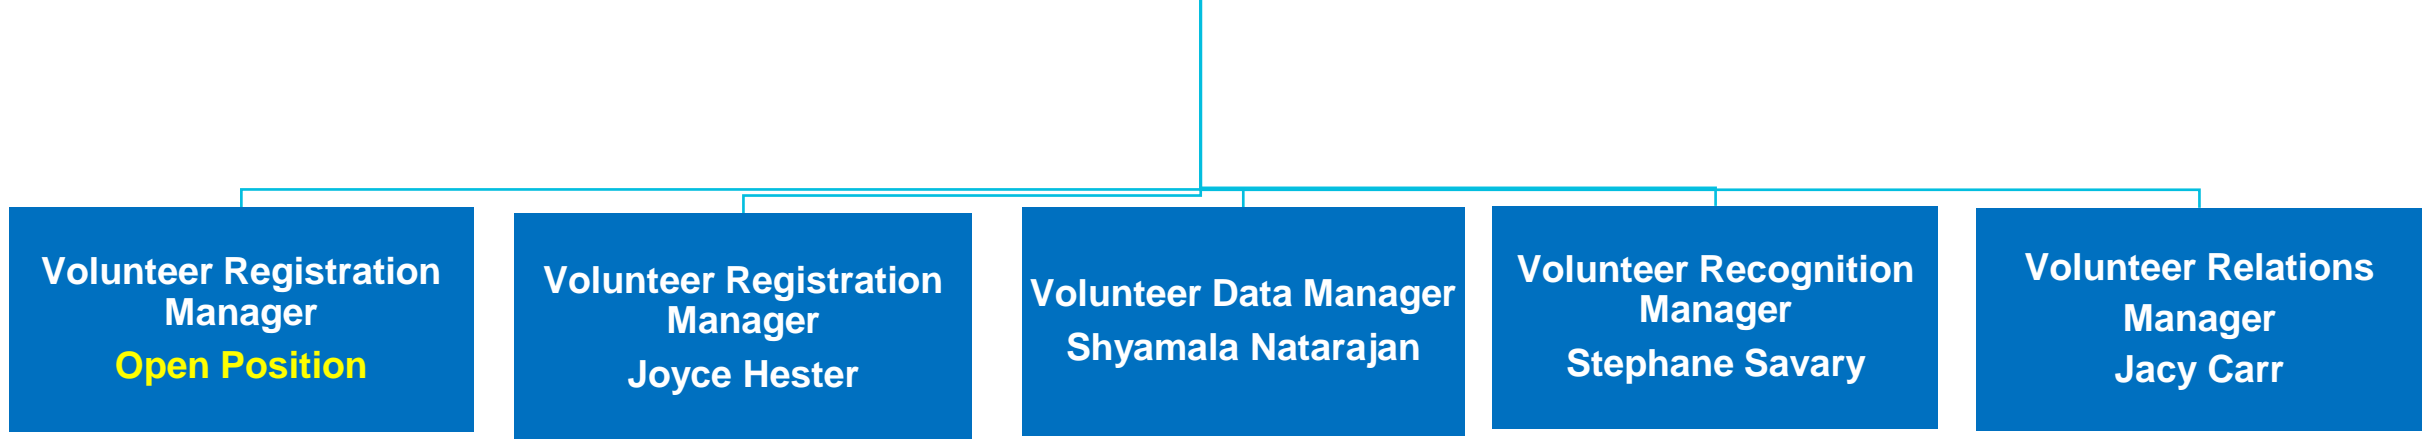 Volunteer Registration
Manager
Open Position
Volunteer Registration
Manager
Joyce Hester
Volunteer Data Manager
Shyamala Natarajan
Volunteer Recognition
Manager
Stephane Savary
Volunteer Relations
Manager
Jacy Carr